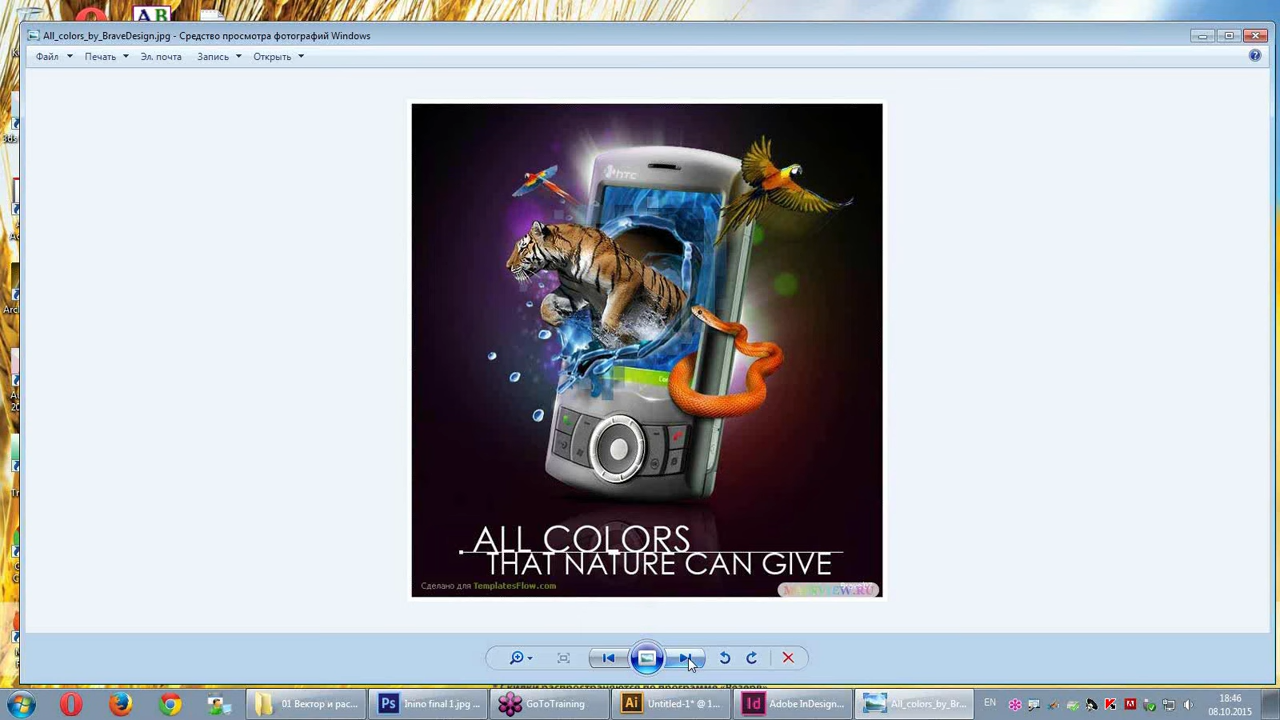 All_colors_by_BraveDesign.jpg - Средство просмотра фотографий Windows
Файл Печать Эл. почта Запись Открыть
hTC
ALL COLORS
THAT NATURE CAN GIVE
Сделано для TemplatesFlow.com
01 Вектор и рас... Inino final 1.jpg ... GoToTraining Untitled-1* @ 1... Adobe InDesign... All_colors_by_Br... EN
18:46
08.10.2015